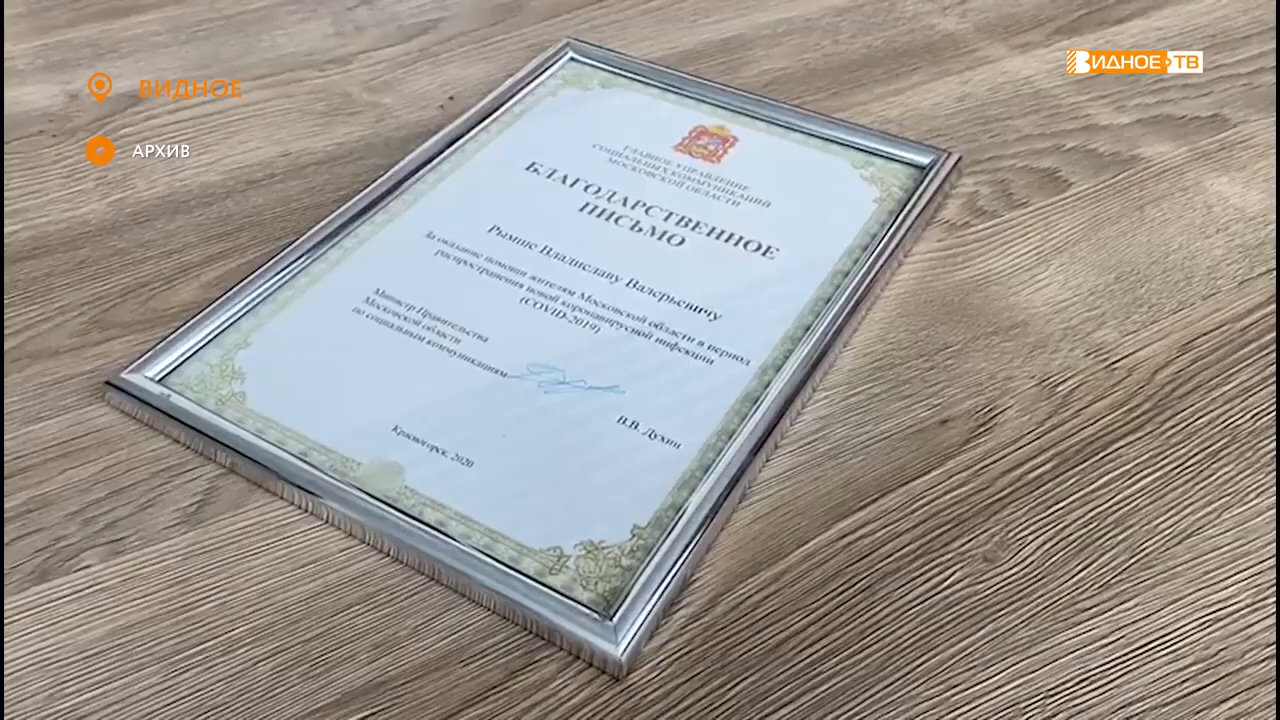 ВИДНОЕ
АРХИВ
ВИДНОЕ ТВ
ГЛАВНОЕ УПРАВЛЕНИЕ
СОЦИАЛЬНЫХ КОММУНИКАЦИЙ
МОСКОВСКОЙ ОБЛАСТИ
БЛАГОДАРСТВЕННОЕ
ПИСЬМО
Владиславу Валерьевичу
За оказание помощи жителям Московской области в период
распространения новой коронавирусной инфекции
(COVID-2019)
Министр Правительства
Московской области
по социальным коммуникациям
В.В. Духин
Красногорск, 2020